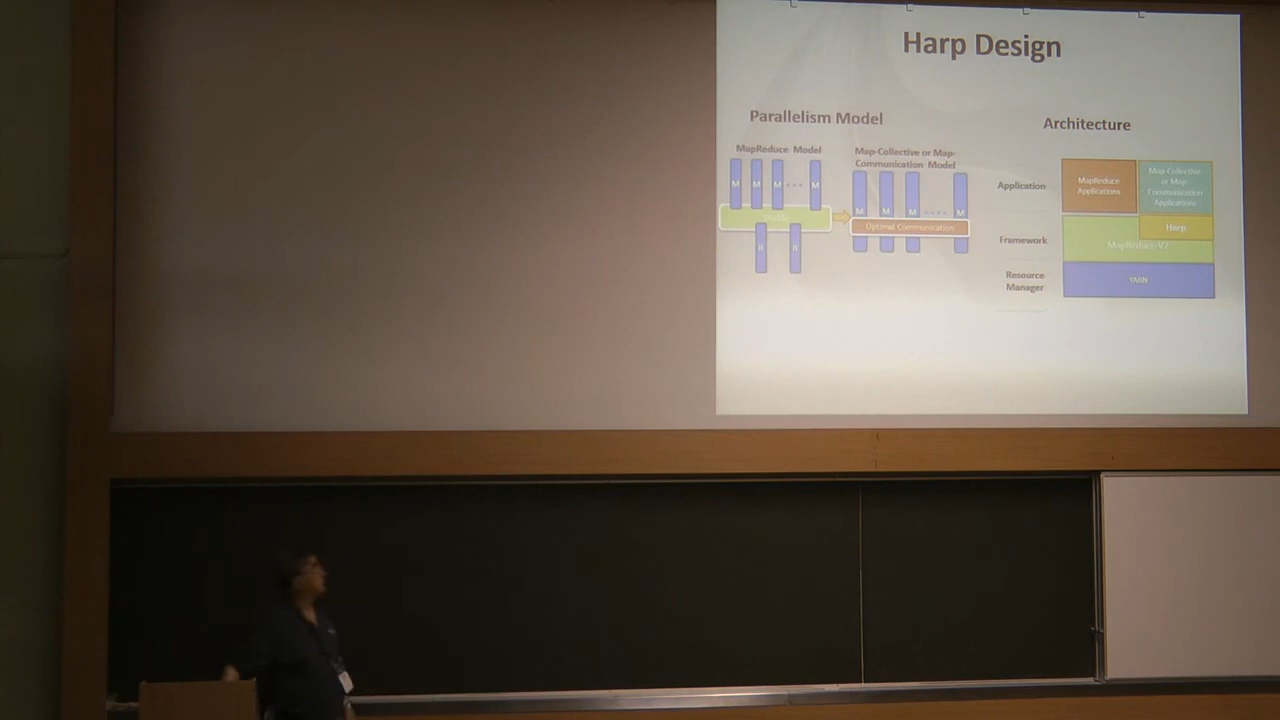 Harp Design
Parallelism Model
MapReduce Model
M M M M
Shuffle
R R
Map-Collective or Map-
Communication Model
M M M M
Optimal Communication
Architecture
Application
MapReduce
Applications
Map Collective
or Map
Communication
Applications
Framework
Harp
MapReduce V2
Resource
Manager
YARN